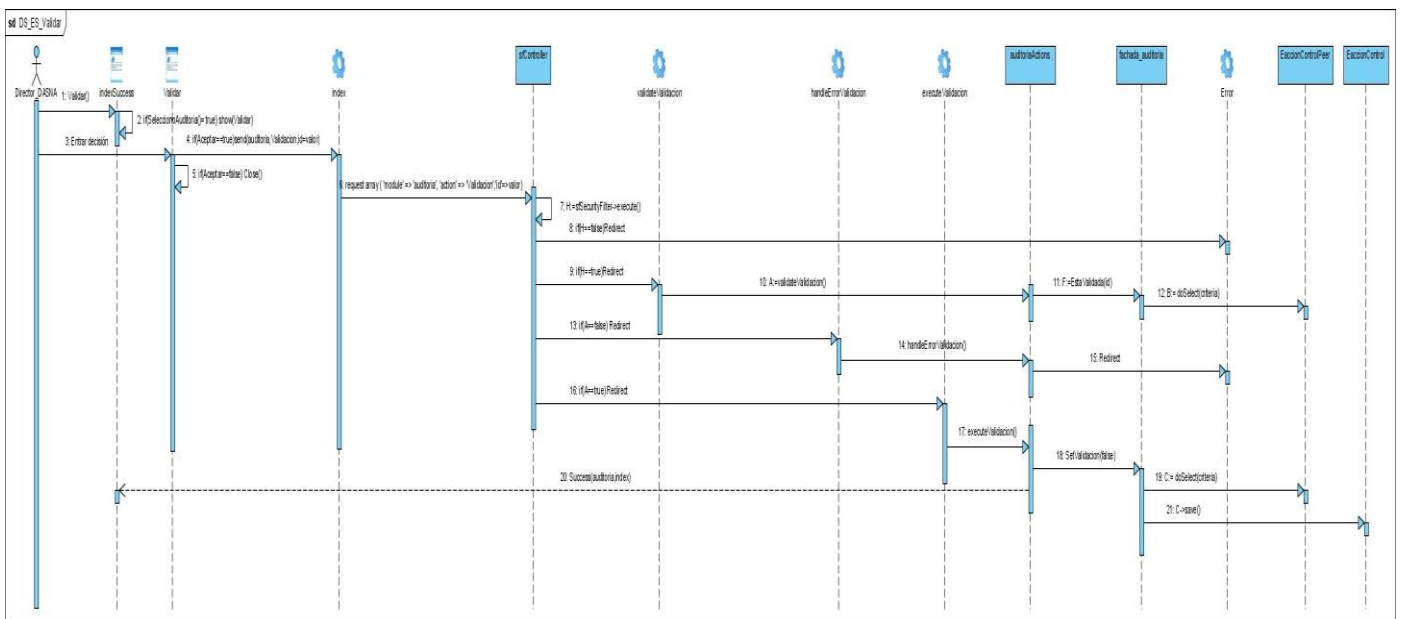 sd DS_ES_Validar
Director_DASNA
indexSuccess
Validar
index
sfController
validateValidacion
handleErrorValidacion
executeValidacion
auditoriaActions
fachada_auditoria
Error
EaccionControlPeer
EaccionControl
1: Validar()
2: if(SeleccionoAuditoria()= true) show(Validar)
3: Entrar decisión
4: if(Aceptar==true)send(auditoria,Validacion,id=valor)
5: if(Aceptar==false) Close()
6: request array ( 'module' => 'auditoria', 'action' => 'Validacion','id'=>valor)
7: H:=sfSecurityFilter->execute()
8: if(H==false)Redirect
9: if(H==true)Redirect
10: A:=validateValidacion()
11: F:=EstaValidada(id)
12: B:= doSelect(criteria)
13: if(A==false) Redirect
14: handleErrorValidacion()
15: Redirect
16: if(A==true)Redirect
17: executeValidacion()
18: SetValidacion(false)
19: C:= doSelect(criteria)
20: Success(auditoria,index)
21: C->save()